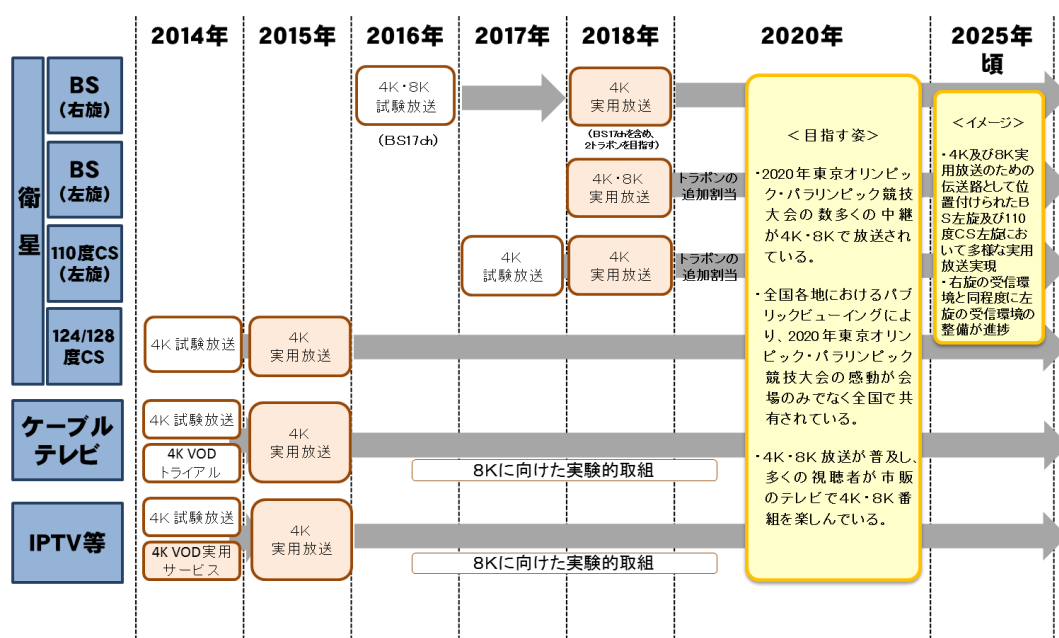 2014年
2015年
2016年
2017年
2018年
2020年
2025年
頃
衛
星
BS
(右旋)
4K・8K
試験放送
(BS17ch)
4K
実用放送
(BS17chを含め、
2トラポンを目指す)
BS
(左旋)
4K・8K
実用放送
トラポンの
追加割当
110度CS
(左旋)
4K
試験放送
4K
実用放送
トラポンの
追加割当
124/128
度CS
4K 試験放送
4K
実用放送
ケーブル
テレビ
4K 試験放送
4K VOD
トライアル
4K
実用放送
8Kに向けた実験的取組
IPTV等
4K 試験放送
4K VOD実用
サービス
4K
実用放送
8Kに向けた実験的取組
＜目指す姿＞
・2020年東京オリンピッ
ク・パラリンピック競技
大会の数多くの中継
が4K・8Kで放送され
ている。
・全国各地におけるパブ
リックビューイングによ
り、2020年東京オリン
ピック・パラリンピック
競技大会の感動が会
場のみでなく全国で共
有されている。
・4K・8K放送が普及し、
多くの視聴者が市販
のテレビで4K・8K番
組を楽しんでいる。
＜イメージ＞
・4K及び8K実
用放送のための
伝送路として位
置付けられたB
S左旋及び110
度CS左旋にお
いて多様な実用
放送実現
・右旋の受信環
境と同程度に左
旋の受信環境の
整備が進捗